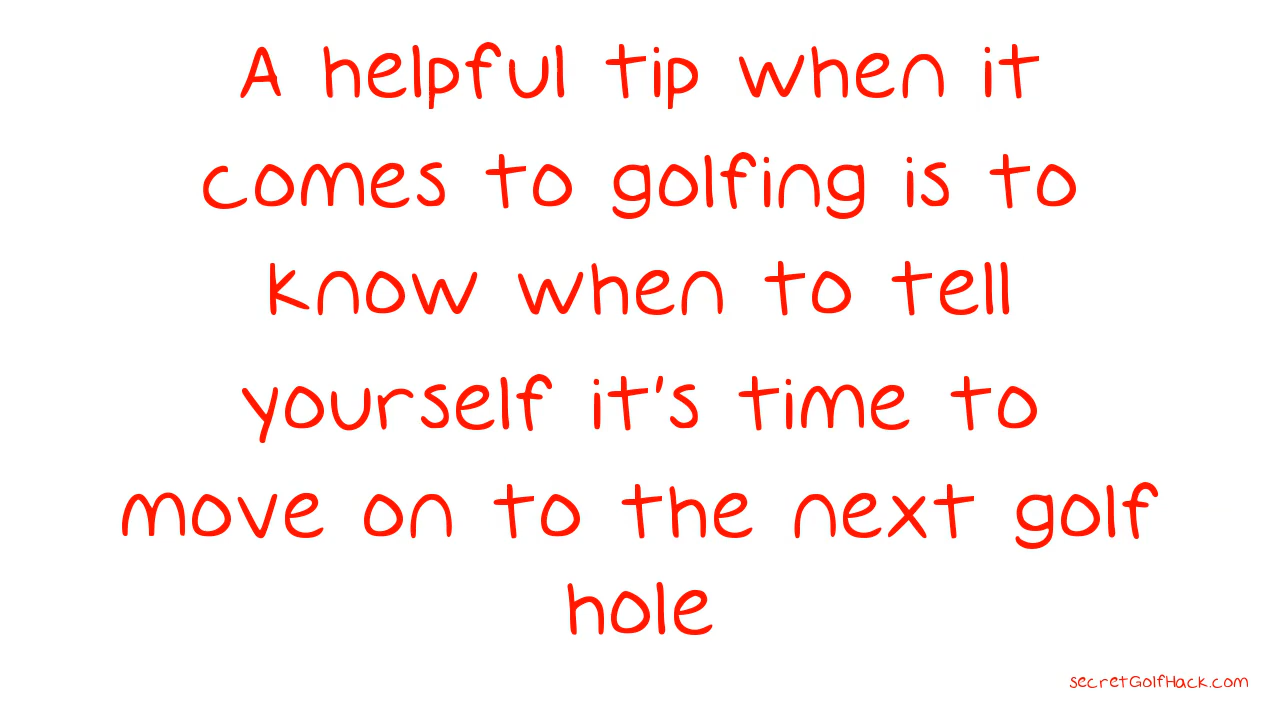 A helpful tip when it
comes to golfing is to
know when to tell
yourself it's time to
move on to the next golf
hole
secretGolfHack.com